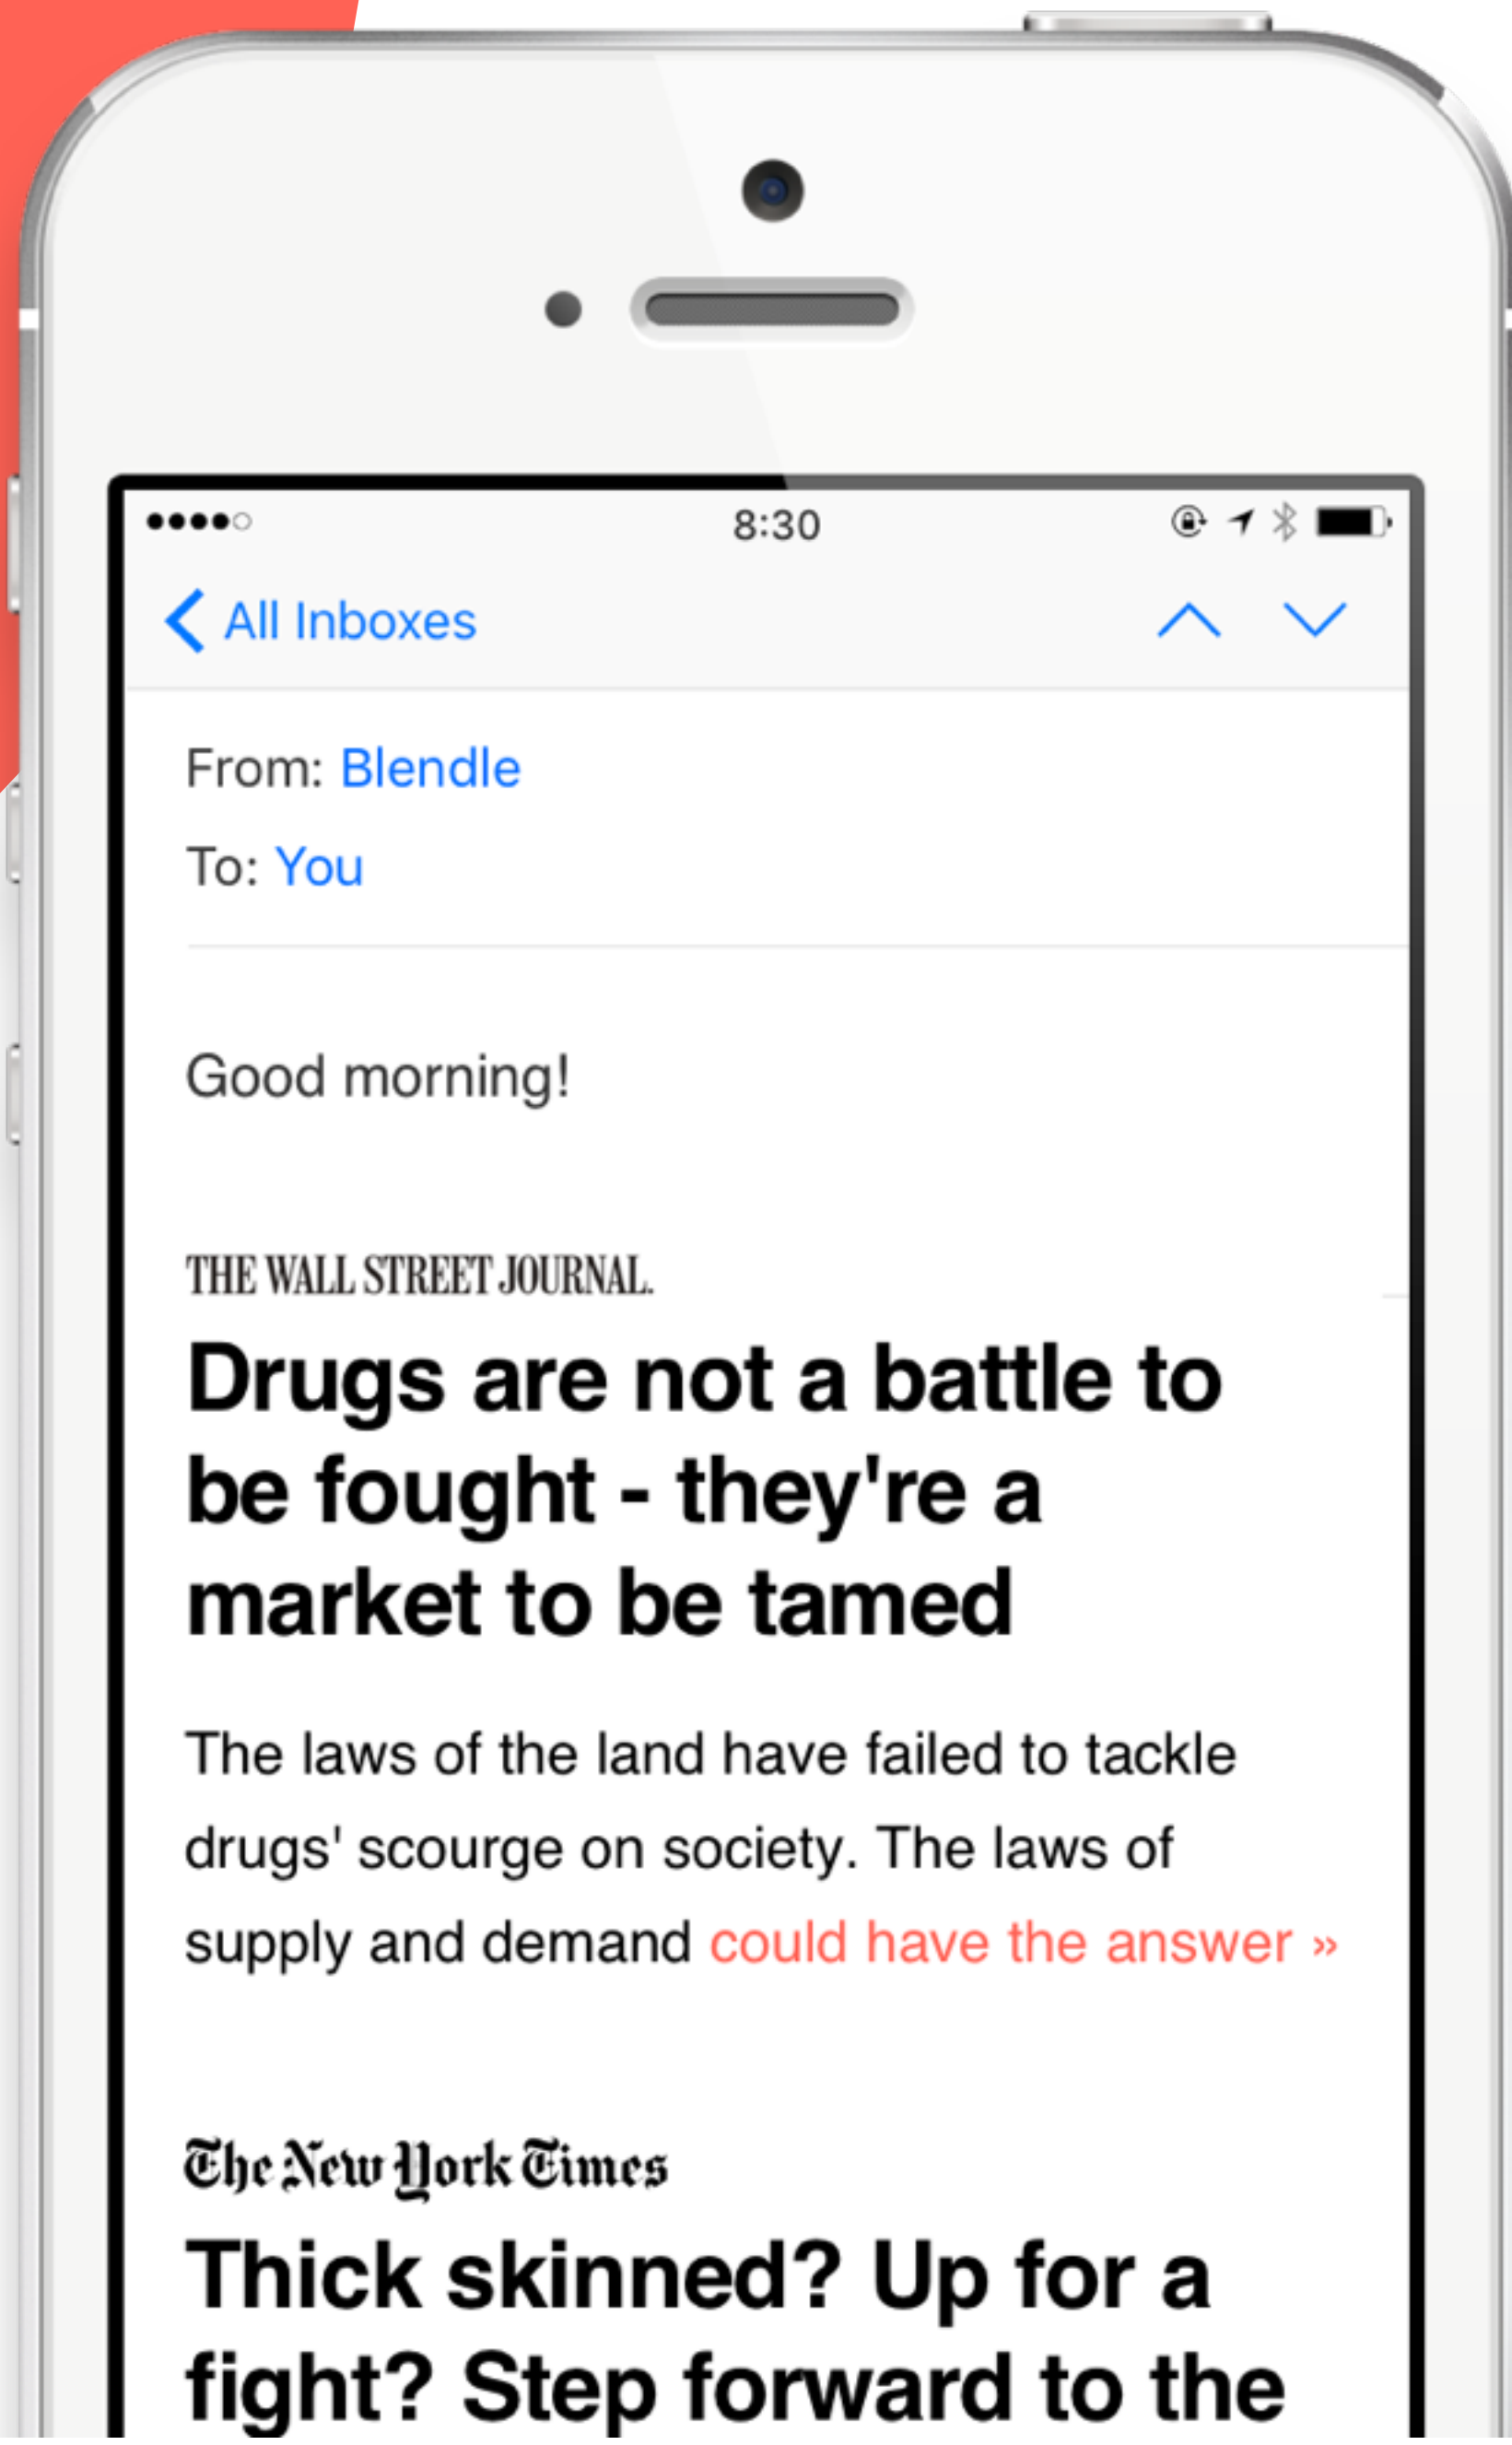 8:30
All Inboxes
From: Blendle
To: You
Good morning!
THE WALL STREET JOURNAL.
Drugs are not a battle to
be fought - they're a
market to be tamed
The laws of the land have failed to tackle
drugs' scourge on society. The laws of
supply and demand could have the answer »
The New York Times
Thick skinned? Up for a
fight? Step forward to the